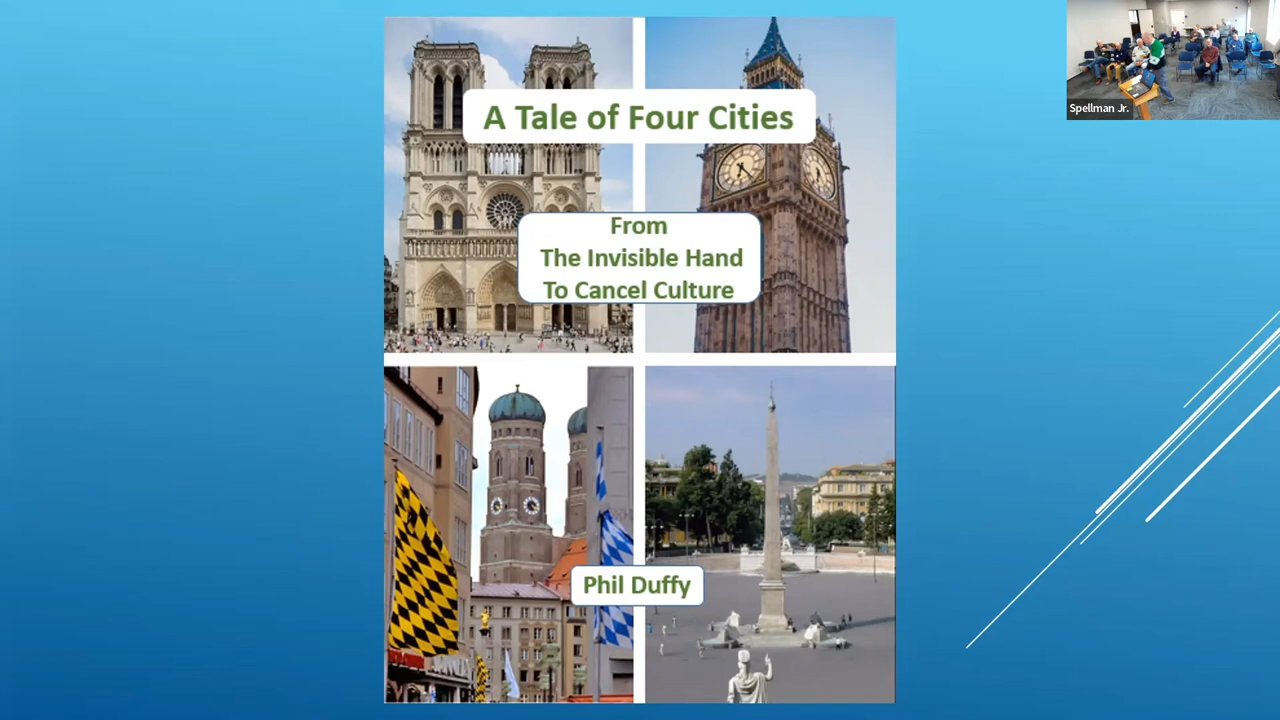 A Tale of Four Cities
From
The Invisible Hand
To Cancel Culture
Phil Duffy
Spellman Jr.